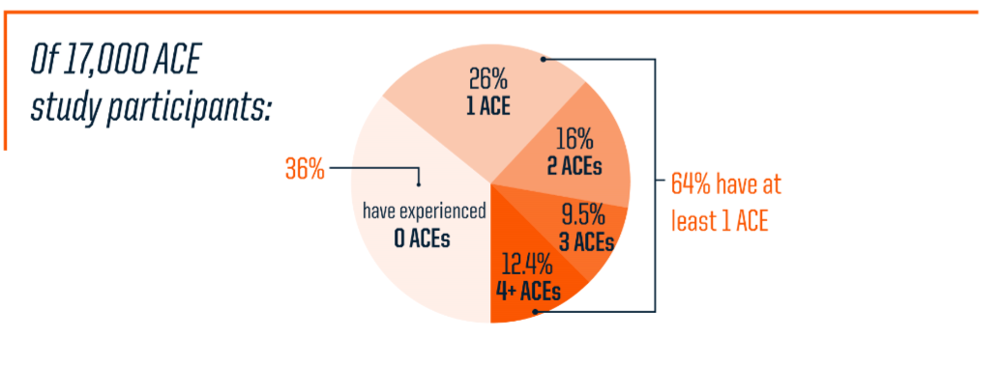 Of 17,000 ACE
study participants:
26%
1 ACE
16%
2 ACEs
36%
64% have at
least 1 ACE
have experienced
0 ACEs
9.5%
3 ACEs
12.4%
4+ ACEs